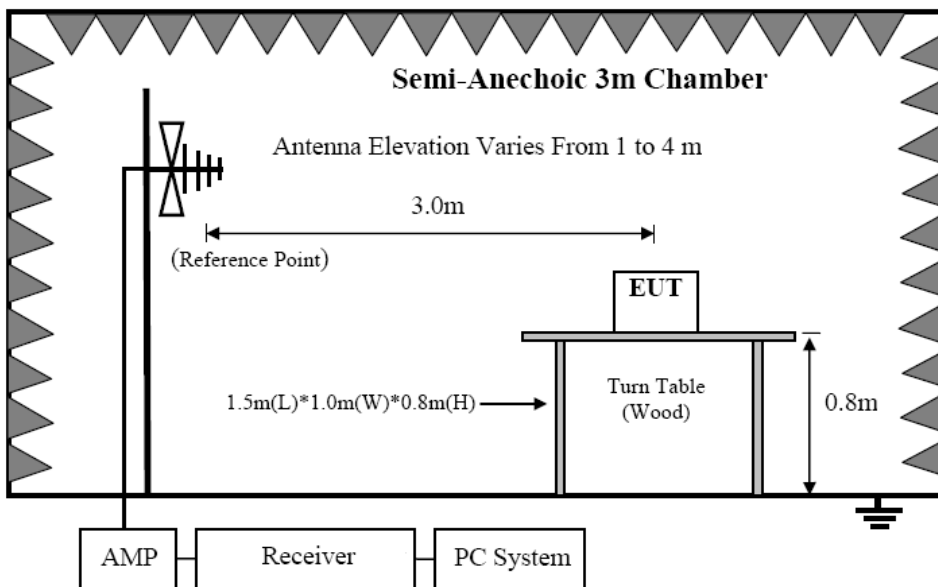 Semi-Anechoic 3m Chamber
Antenna Elevation Varies From 1 to 4 m
3.0m
(Reference Point)
EUT
1.5m(L)*1.0m(W)*0.8m(H)
Turn Table
(Wood)
0.8m
AMP
Receiver
PC System